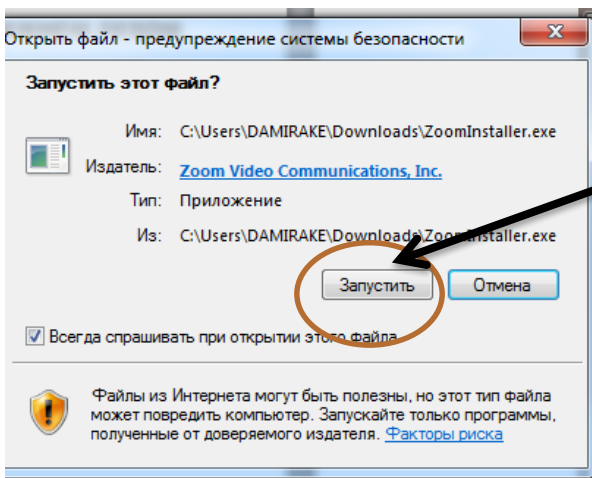 Открыть файл - предупреждение системы безопасности
Запустить этот файл?
Имя: C:\Users\DAMIRAKE\Downloads\ZoomInstaller.exe
Издатель: Zoom Video Communications, Inc.
Тип: Приложение
Из: C:\Users\DAMIRAKE\Downloads\ZoomInstaller.exe
Запустить Отмена
Всегда спрашивать при открытии этого файла
Файлы из Интернета могут быть полезны, но этот тип файла
может повредить компьютер. Запускайте только программы,
полученные от доверяемого издателя. Факторы риска